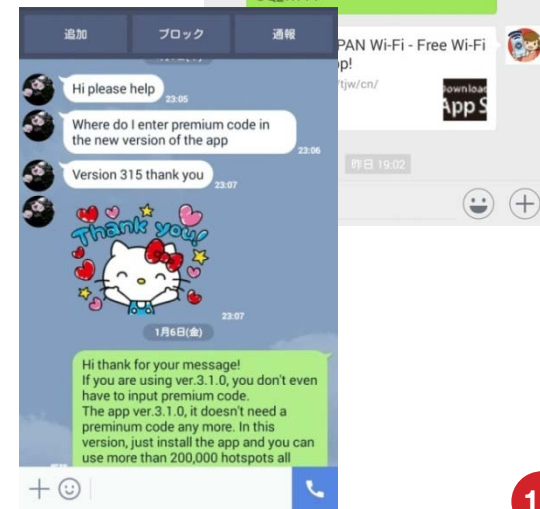 追加 ブロック 通報
Hi please help
23:05
Where do I enter premium code in
the new version of the app
23:06
Version 315 thank you
23:07
Thank you
23:07
1月6日(金)
Hi thank for your message!
If you are using ver.3.1.0, you don't even
have to input premium code.
The app ver.3.1.0, it doesn't need a
preminum code any more. In this
version, just install the app and you can
use more than 200,000 hotspots all
PAN Wi-Fi - Free Wi-Fi
pp!
/tjw/cn/
ownload
App S
昨日 19:02
1